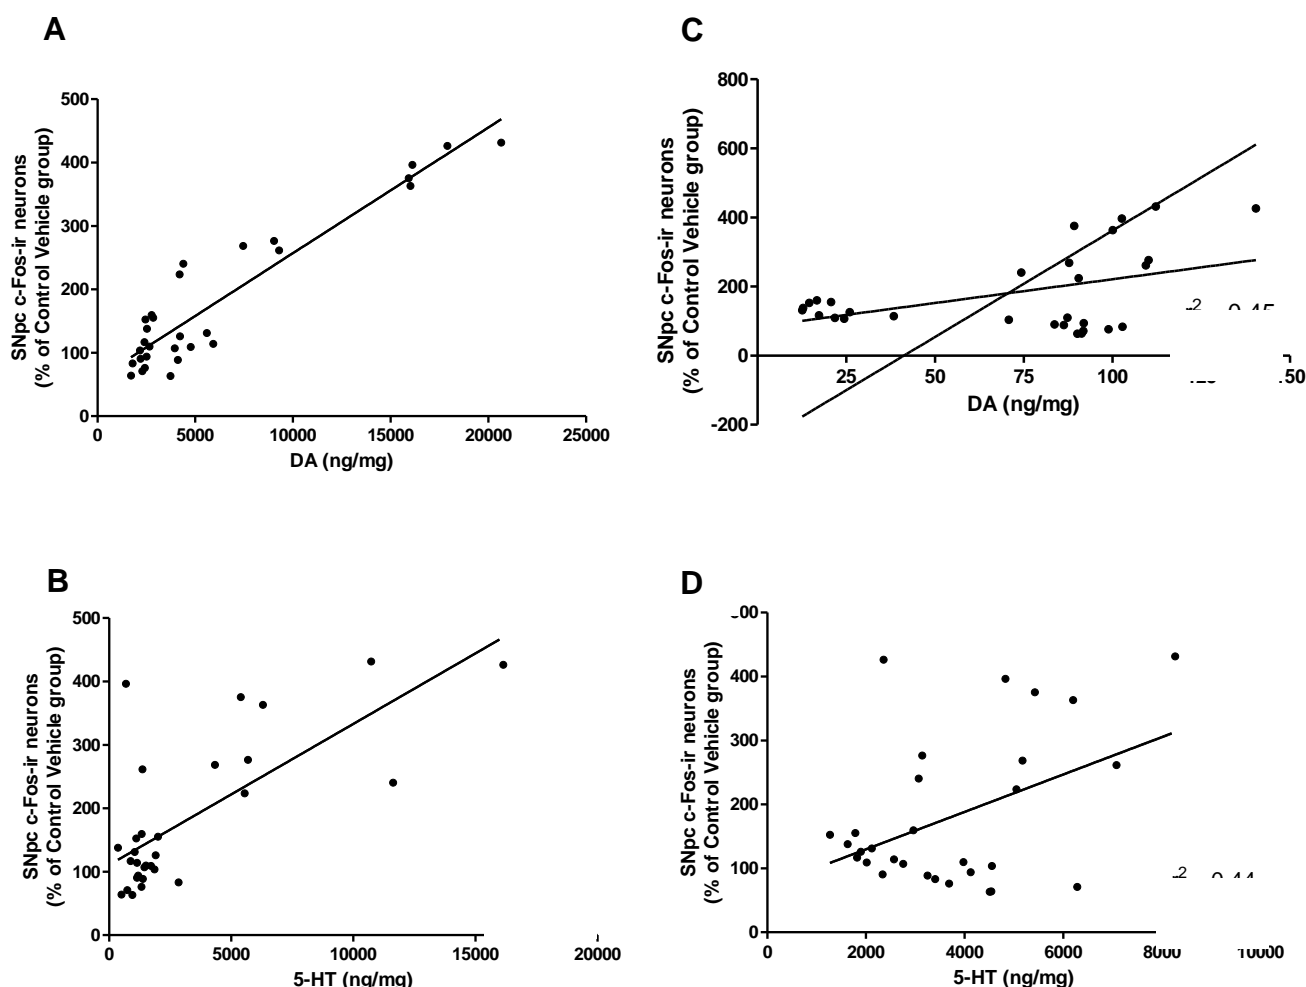 A
SNpc c-Fos-ir neurons
(% of Control Vehicle group)
500
400
300
200
100
0
0 5000 10000 15000 20000 25000
DA (ng/mg)
C
SNpc c-Fos-ir neurons
(% of Control Vehicle group)
800
600
400
200
0
-200
25 50 75 100
DA (ng/mg)
B
SNpc c-Fos-ir neurons
(% of Control Vehicle group)
500
400
300
200
100
0
0 5000 10000 15000 20000
5-HT (ng/mg)
D
SNpc c-Fos-ir neurons
(% of Control Vehicle group)
400
300
200
100
0
0 2000 4000 6000 8000 10000
5-HT (ng/mg)